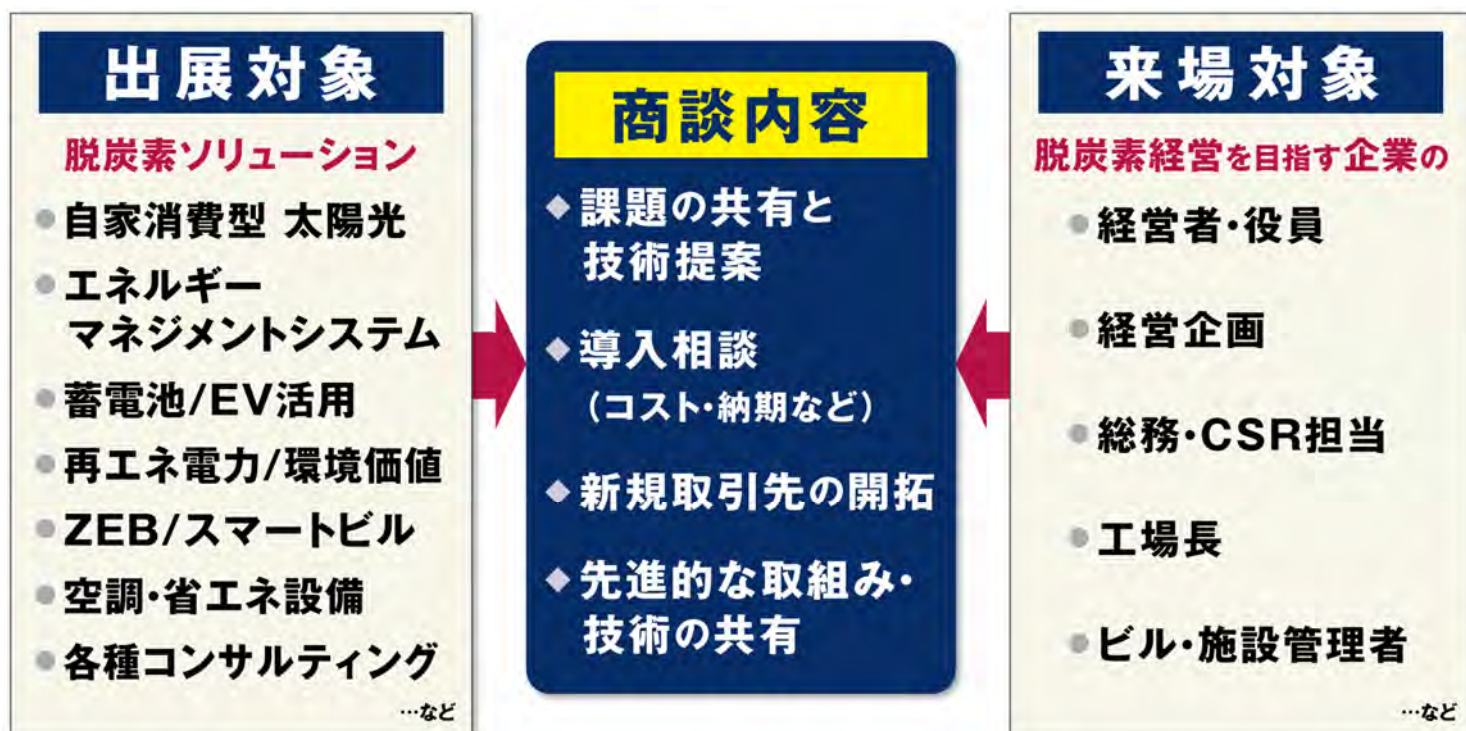 出展対象
脱炭素ソリューション
自家消費型 太陽光
エネルギー
マネジメントシステム
蓄電池/EV活用
再エネ電力/環境価値
ZEB/スマートビル
空調・省エネ設備
各種コンサルティング
…など
商談内容
課題の共有と
技術提案
導入相談
(コスト・納期など)
新規取引先の開拓
先進的な取組み・
技術の共有
来場対象
脱炭素経営を目指す企業の
経営者・役員
経営企画
総務・CSR担当
工場長
ビル・施設管理者
…など